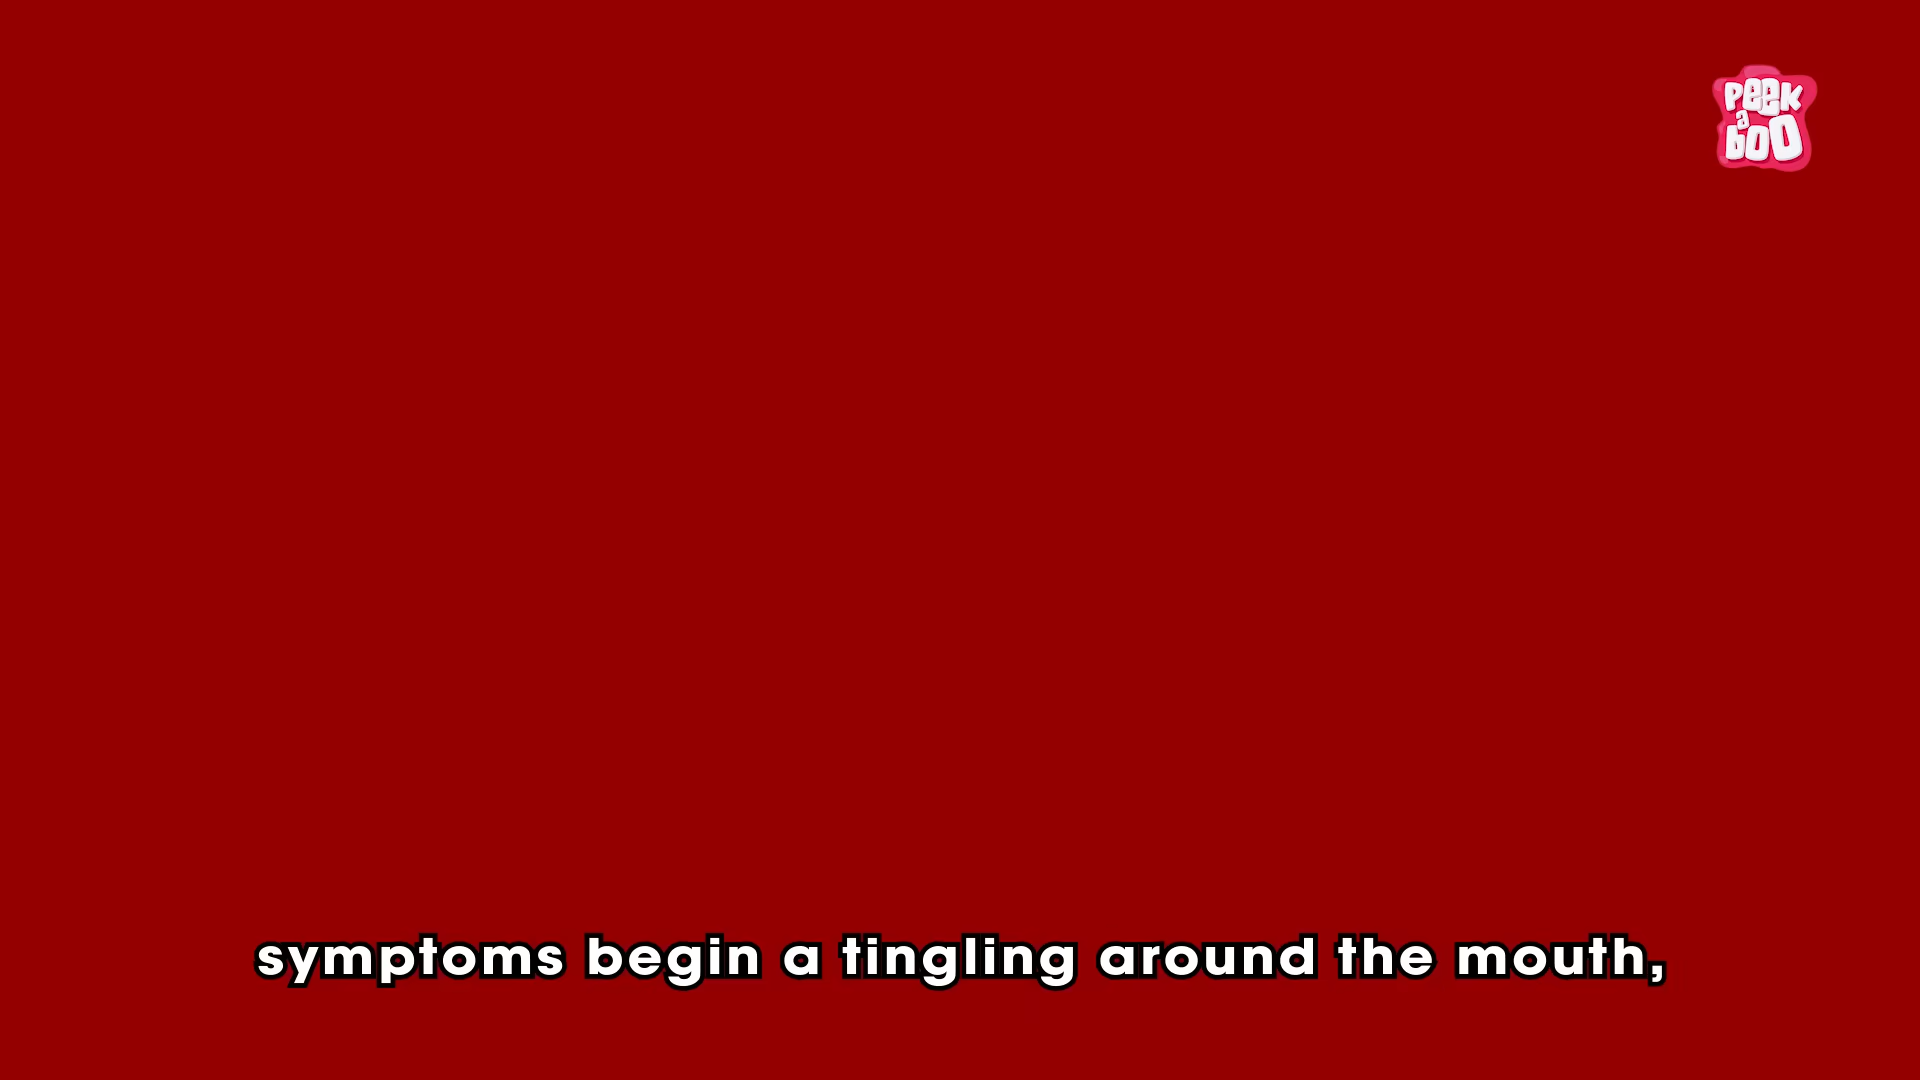 peek
a
boo
symptoms begin a tingling around the mouth,